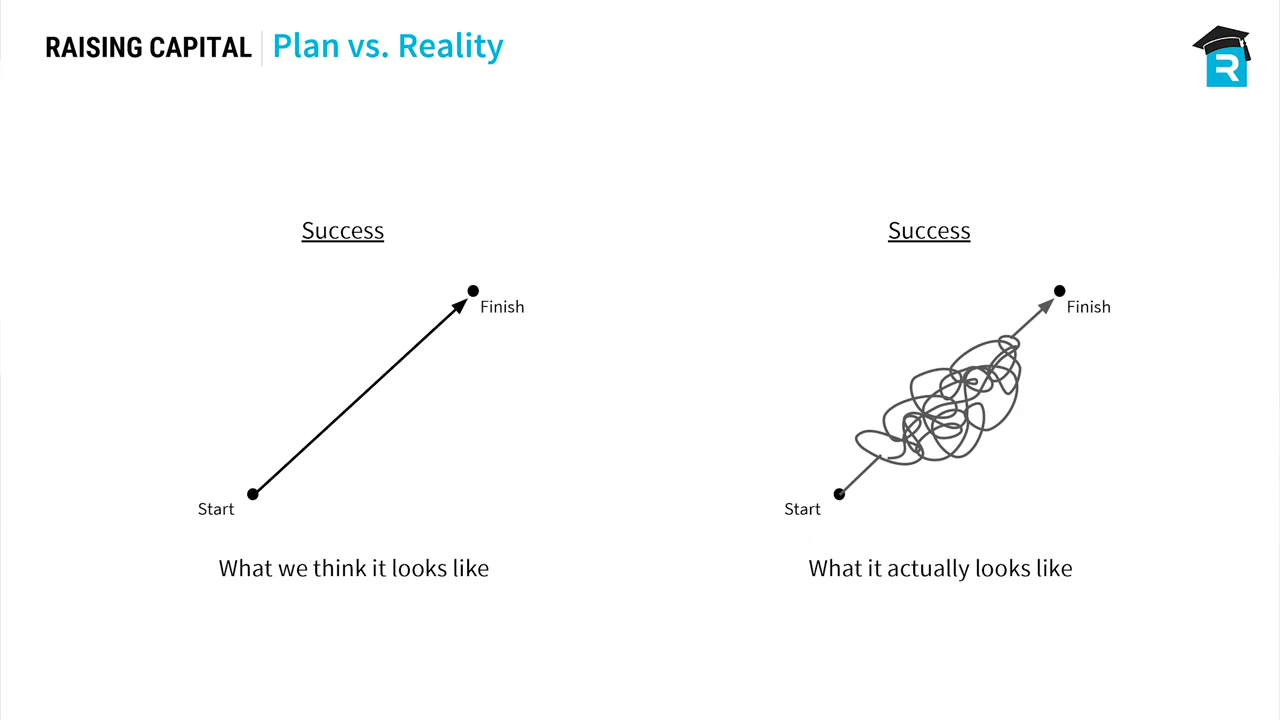 RAISING CAPITAL Plan vs. Reality
R
Success
Finish
Start
What we think it looks like
Success
Finish
Start
What it actually looks like